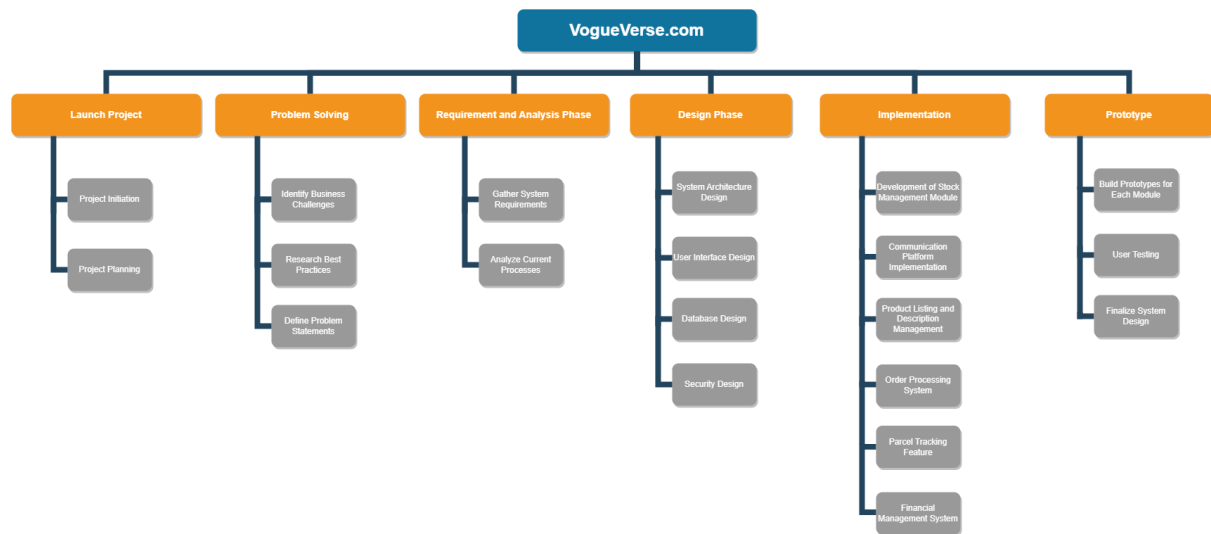 VogueVerse.com
Launch Project
Problem Solving
Requirement and Analysis Phase
Design Phase
Implementation
Prototype
Project Initiation
Project Planning
Identify Business
Challenges
Research Best
Practices
Define Problem
Statements
Gather System
Requirements
Analyze Current
Processes
System Architecture
Design
User Interface Design
Database Design
Security Design
Development of Stock
Management Module
Communication
Platform
Implementation
Product Listing and
Description
Management
Order Processing
System
Parcel Tracking
Feature
Financial
Management System
Build Prototypes for
Each Module
User Testing
Finalize System
Design